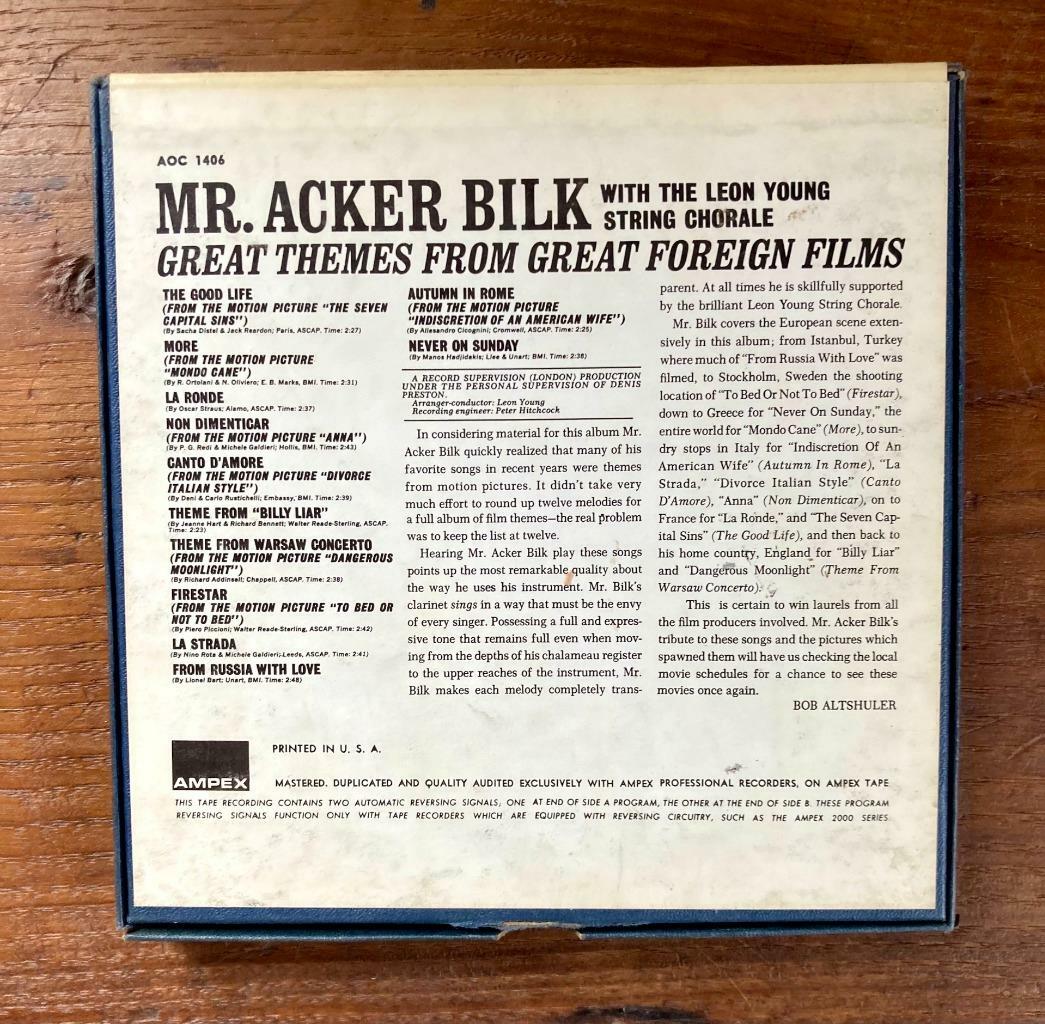 AOC 1406
MR. ACKER BILK WITH THE LEON YOUNG
STRING CHORALE
GREAT THEMES FROM GREAT FOREIGN FILMS
THE GOOD LIFE
(FROM THE MOTION PICTURE "THE SEVEN
CAPITAL SINS")
(By Sacha Distel & Jack Reardon; Paris, ASCAP. Time: 2:27)
MORE
(FROM THE MOTION PICTURE
"MONDO CANE")
(By R. Ortolani & N. Oliviero; E. B. Marks, BMI. Time: 2:31)
LA RONDE
(By Oscar Straus; Alamo, ASCAP. Time: 2:37)
NON DIMENTICAR
(FROM THE MOTION PICTURE "ANNA")
(By P. G. Redi & Michele Galdieri; Hollis, BMI. Time: 2:43)
CANTO D'AMORE
(FROM THE MOTION PICTURE "DIVORCE
ITALIAN STYLE")
(By Deni & Carlo Rustichelli; Embassy, BMI. Time: 2:39)
THEME FROM "BILLY LIAR"
(By Jeanne Hart & Richard Bennett; Walter Reade-Sterling, ASCAP.
Time: 2:23)
THEME FROM WARSAW CONCERTO
(FROM THE MOTION PICTURE "DANGEROUS
MOONLIGHT")
(By Richard Addinsell; Chappell, ASCAP. Time: 2:38)
FIRESTAR
(FROM THE MOTION PICTURE "TO BED OR
NOT TO BED")
(By Piero Piccioni; Walter Reade-Sterling, ASCAP. Time: 2:42)
LA STRADA
(By Nino Rota & Michele Galdieri; Leeds, ASCAP. Time: 2:41)
FROM RUSSIA WITH LOVE
(By Lionel Bart; Unart, BMI. Time: 2:48)
AUTUMN IN ROME
(FROM THE MOTION PICTURE
"INDISCRETION OF AN AMERICAN WIFE")
(By Allesandro Cicognini; Cromwell, ASCAP. Time: 2:25)
NEVER ON SUNDAY
(By Manos Hadjidakis; Llee & Unart; BMI. Time: 2:36)
A RECORD SUPERVISION (LONDON) PRODUCTION
UNDER THE PERSONAL SUPERVISION OF DENIS
PRESTON.
Arranger-conductor: Leon Young
Recording engineer: Peter Hitchcock
In considering material for this album Mr.
Acker Bilk quickly realized that many of his
favorite songs in recent years were themes
from motion pictures. It didn't take very
much effort to round up twelve melodies for
a full album of film themes—the real problem
was to keep the list at twelve.
Hearing Mr. Acker Bilk play these songs
points up the most remarkable quality about
the way he uses his instrument. Mr. Bilk's
clarinet sings in a way that must be the envy
of every singer. Possessing a full and expres-
sive tone that remains full even when mov-
ing from the depths of his chalameau register
to the upper reaches of the instrument, Mr.
Bilk makes each melody completely trans-
parent. At all times he is skillfully supported
by the brilliant Leon Young String Chorale.
Mr. Bilk covers the European scene exten-
sively in this album; from Istanbul, Turkey
where much of "From Russia With Love" was
filmed, to Stockholm, Sweden the shooting
location of "To Bed Or Not To Bed" (Firestar),
down to Greece for "Never On Sunday," the
entire world for "Mondo Cane" (More), to sun-
dry stops in Italy for "Indiscretion Of An
American Wife" (Autumn In Rome), "La
Strada," "Divorce Italian Style" (Canto
D'Amore), "Anna" (Non Dimenticar), on to
France for "La Ronde," and "The Seven Cap-
ital Sins" (The Good Life), and then back to
his home country, England for "Billy Liar"
and "Dangerous Moonlight" (Theme From
Warsaw Concerto).
This is certain to win laurels from all
the film producers involved. Mr. Acker Bilk's
tribute to these songs and the pictures which
spawned them will have us checking the local
movie schedules for a chance to see these
movies once again.
BOB ALTSHULER
AMPEX
PRINTED IN U. S. A.
MASTERED, DUPLICATED AND QUALITY AUDITED EXCLUSIVELY WITH AMPEX PROFESSIONAL RECORDERS, ON AMPEX TAPE
THIS TAPE RECORDING CONTAINS TWO AUTOMATIC REVERSING SIGNALS; ONE AT END OF SIDE A PROGRAM, THE OTHER AT THE END OF SIDE B. THESE PROGRAM
REVERSING SIGNALS FUNCTION ONLY WITH TAPE RECORDERS WHICH ARE EQUIPPED WITH REVERSING CIRCUITRY, SUCH AS THE AMPEX 2000 SERIES.